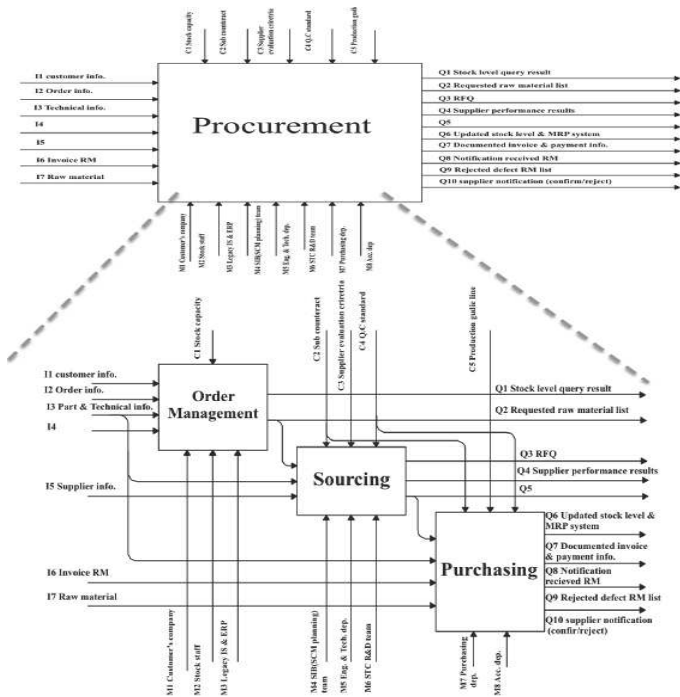 C1 Stock capacity
C2 Sub counteract
C3 Supplier
evaluation critetria
C4 Q.C standard
C5 Production guide
I1 customer info.
I2 Order info.
I3 Technical info.
I4
I5
I6 Invoice RM
I7 Raw material
Procurement
Q1 Stock level query result
Q2 Requested raw material list
Q3 RFQ
Q4 Supplier performance results
Q5
Q6 Updated stock level & MRP system
Q7 Documented invoice & payment info.
Q8 Notification received RM
Q9 Rejected defect RM list
Q10 supplier notification (confirm/reject)
M1 Custumer's company
M2 Stock staff
M3 Legacy IS & ERP
M4 SIB(SCM planning) team
M5 Eng. & Tech. dep.
M6 STC R&D team
M7 Purchasing dep.
M8 Acc. dep
C1 Stock capacity
C2 Sub counteract
C3 Supplier evaluation critretria
C4 Q.C standard
C5 Production gudie line
I1 customer info.
I2 Order info.
I3 Part & Technical info.
I4
I5 Supplier info.
I6 Invoice RM
I7 Raw material
Order
Management
Sourcing
Purchasing
Q1 Stock level query result
Q2 Requested raw material list
Q3 RFQ
Q4 Supplier performance results
Q5
Q6 Updated stock level &
MRP system
Q7 Documented invoice
& payment info.
Q8 Notification
recieved RM
Q9 Rejected defect RM list
Q10 supplier notification
(confir/reject)
M1 Custumer's company
M2 Stock staff
M3 Legacy IS & ERP
M4 SIB(SCM planning)
team
M5 Eng. & Tech. dep.
M6 STC R&D team
M7 Purchasing
dep.
M8 Acc. dep.